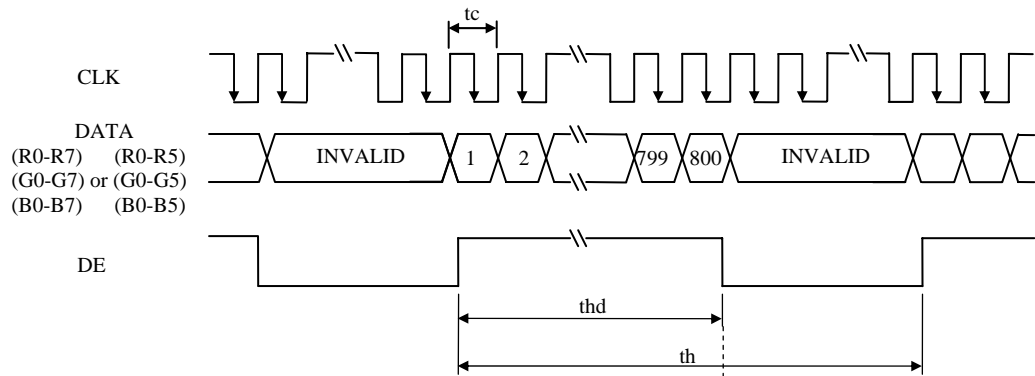 tc
CLK
DATA
(R0-R7) (R0-R5)
(G0-G7) or (G0-G5)
(B0-B7) (B0-B5)
INVALID 1 2 799 800 INVALID
DE
thd
th